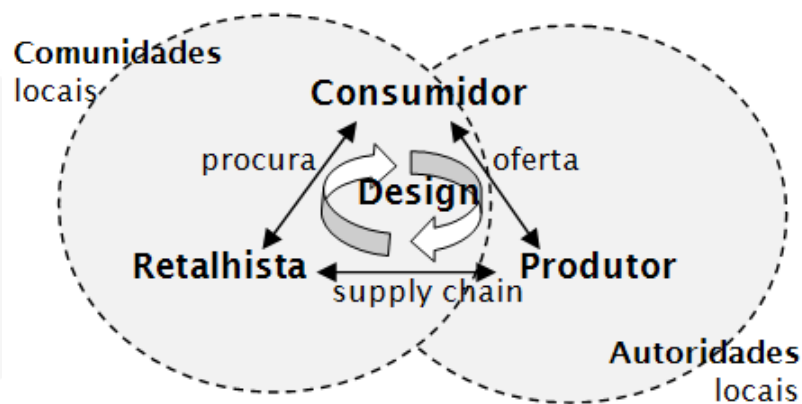 Comunidades
locais
Consumidor
procura
oferta
Design
Retalhista
Produtor
supply chain
Autoridades
locais